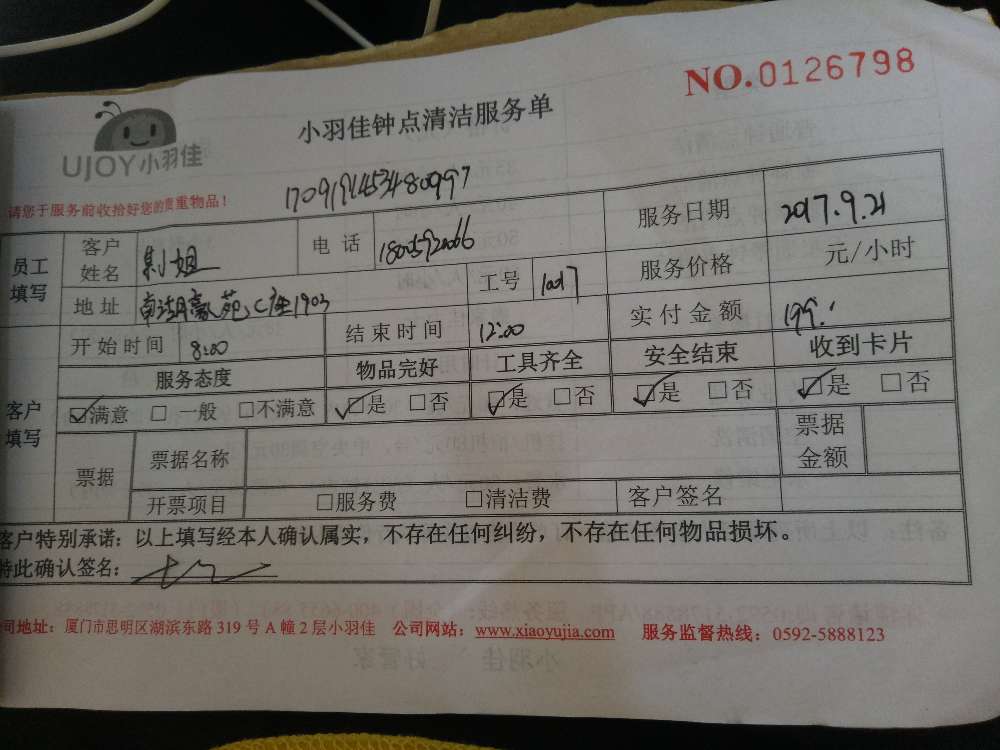 NO.0126798
小羽佳钟点清洁服务单
UJOY小羽佳
请您于服务前收拾好您的贵重物品！
员工填写 客户姓名 小姐 电话 服务日期 2017.9.21
服务价格 元/小时
地址 C座1903 工号 实付金额 199.
开始时间 8:00 结束时间 12:00
收到卡片
服务态度 物品完好 工具齐全 安全结束
客户填写 ☑满意 □一般 □不满意 ☑是 □否 ☑是 □否 ☑是 □否 ☑是 □否
票据 票据名称 票据金额
开票项目 □服务费 □清洁费 客户签名
客户特别承诺：以上填写经本人确认属实，不存在任何纠纷，不存在任何物品损坏。
特此确认签名：
公司地址：厦门市思明区湖滨东路 319 号 A 幢 2 层小羽佳 公司网站：www.xiaoyujia.com 服务监督热线：0592-5888123